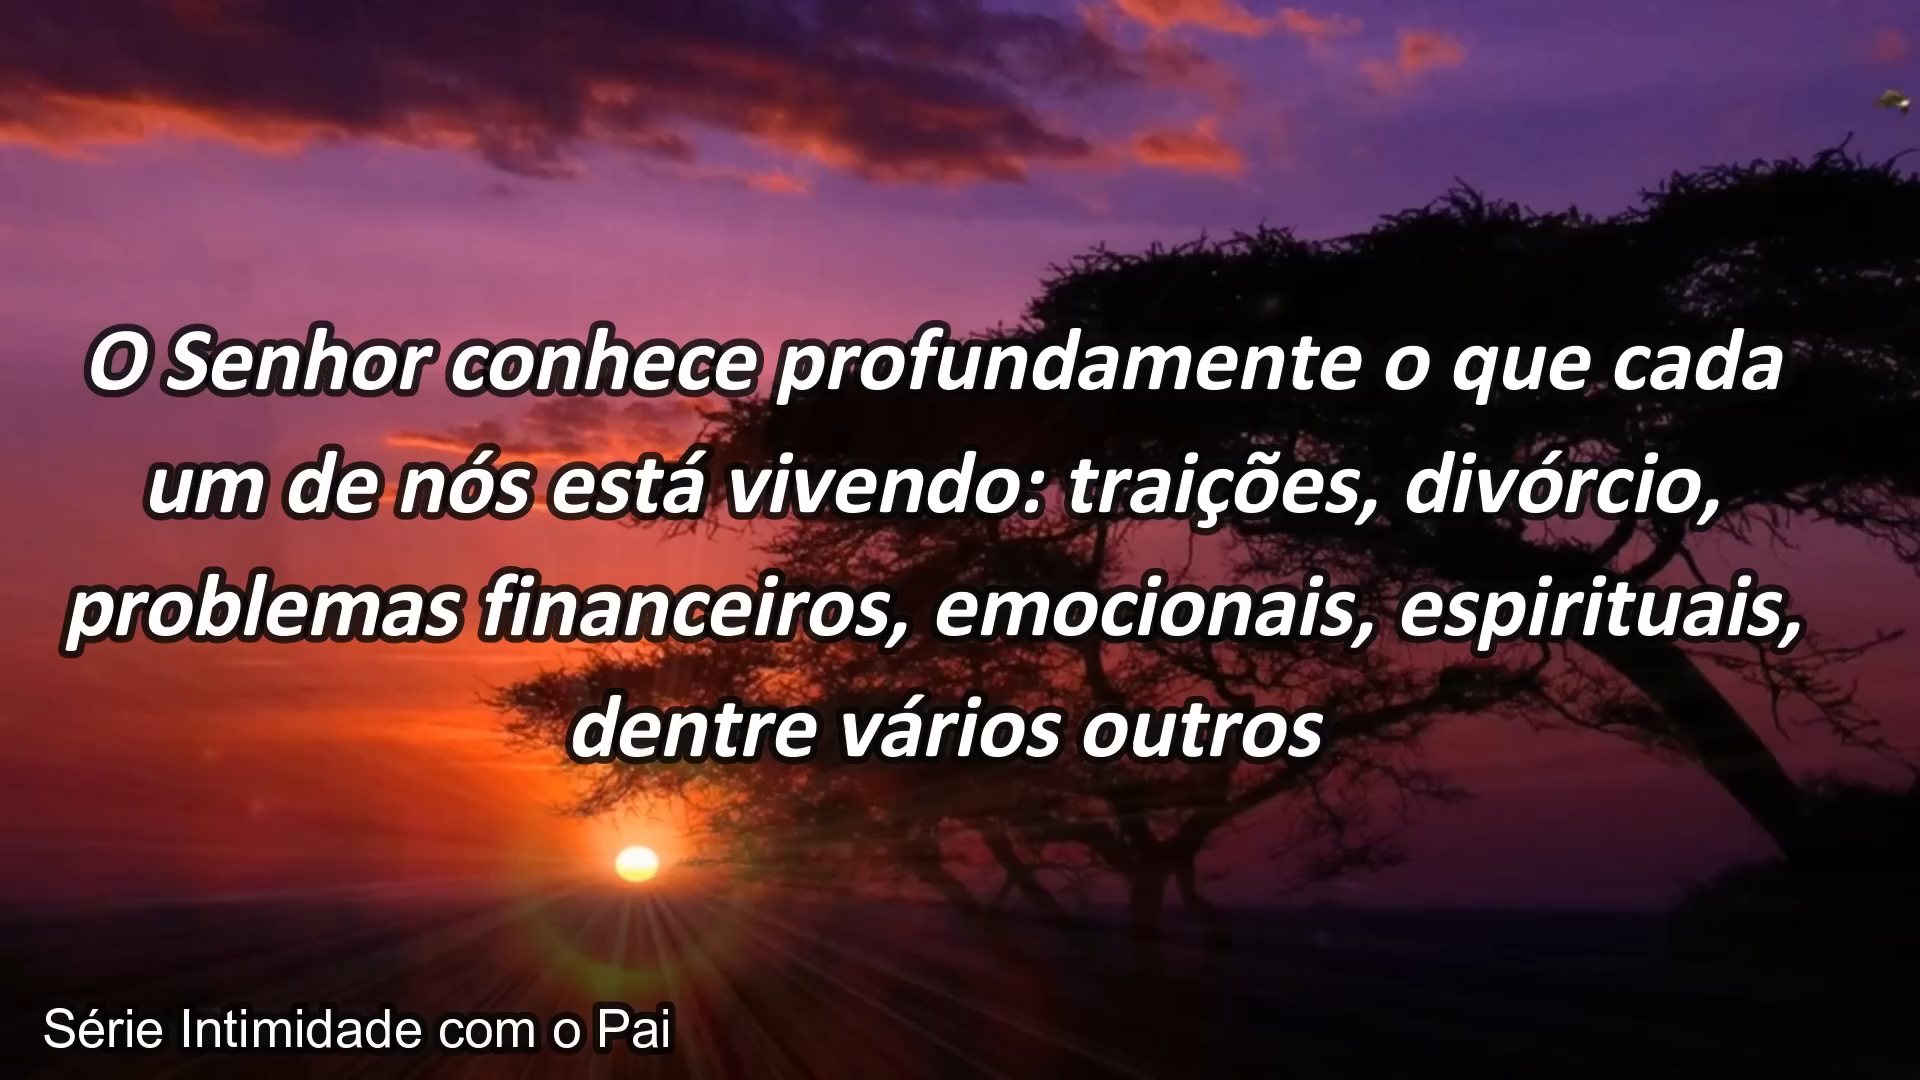 O Senhor conhece profundamente o que cada
um de nós está vivendo: traições, divórcio,
problemas financeiros, emocionais, espirituais,
dentre vários outros
Série Intimidade com o Pai